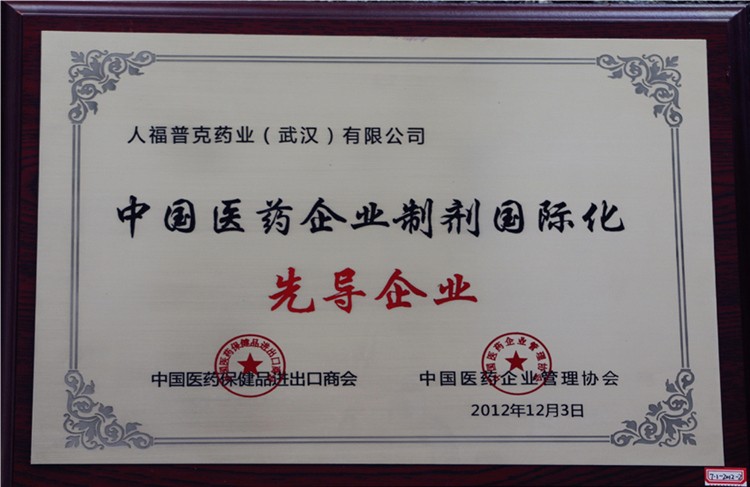 人福普克药业（武汉）有限公司
中国医药企业制剂国际化
先导企业
中国医药保健品进出口商会
中国医药企业管理协会
2012年12月3日